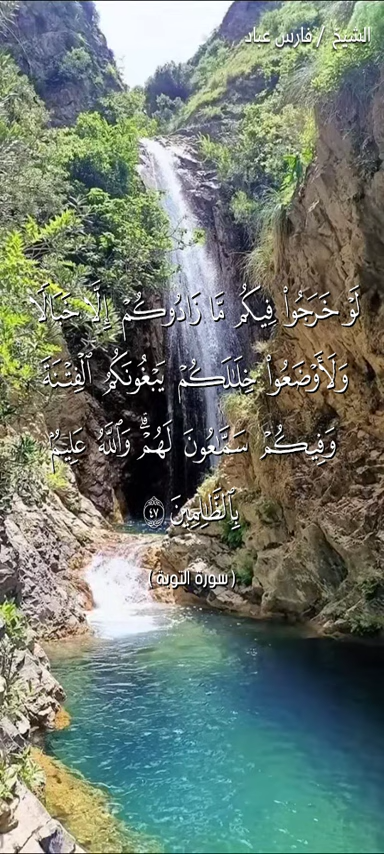 الشيخ / فارس عباد
لَوْ خَرَجُوا۟ فِيكُم مَّا زَادُوكُمْ إِلَّا خَبَالًا
وَلَأَوْضَعُوا۟ خِلَـٰلَكُمْ يَبْغُونَكُمُ ٱلْفِتْنَةَ
وَفِيكُمْ سَمَّـٰعُونَ لَهُمْ ۗ وَٱللَّهُ عَلِيمٌۢ
بِٱلظَّـٰلِمِينَ ۝٤٧
( سورة التوبة )